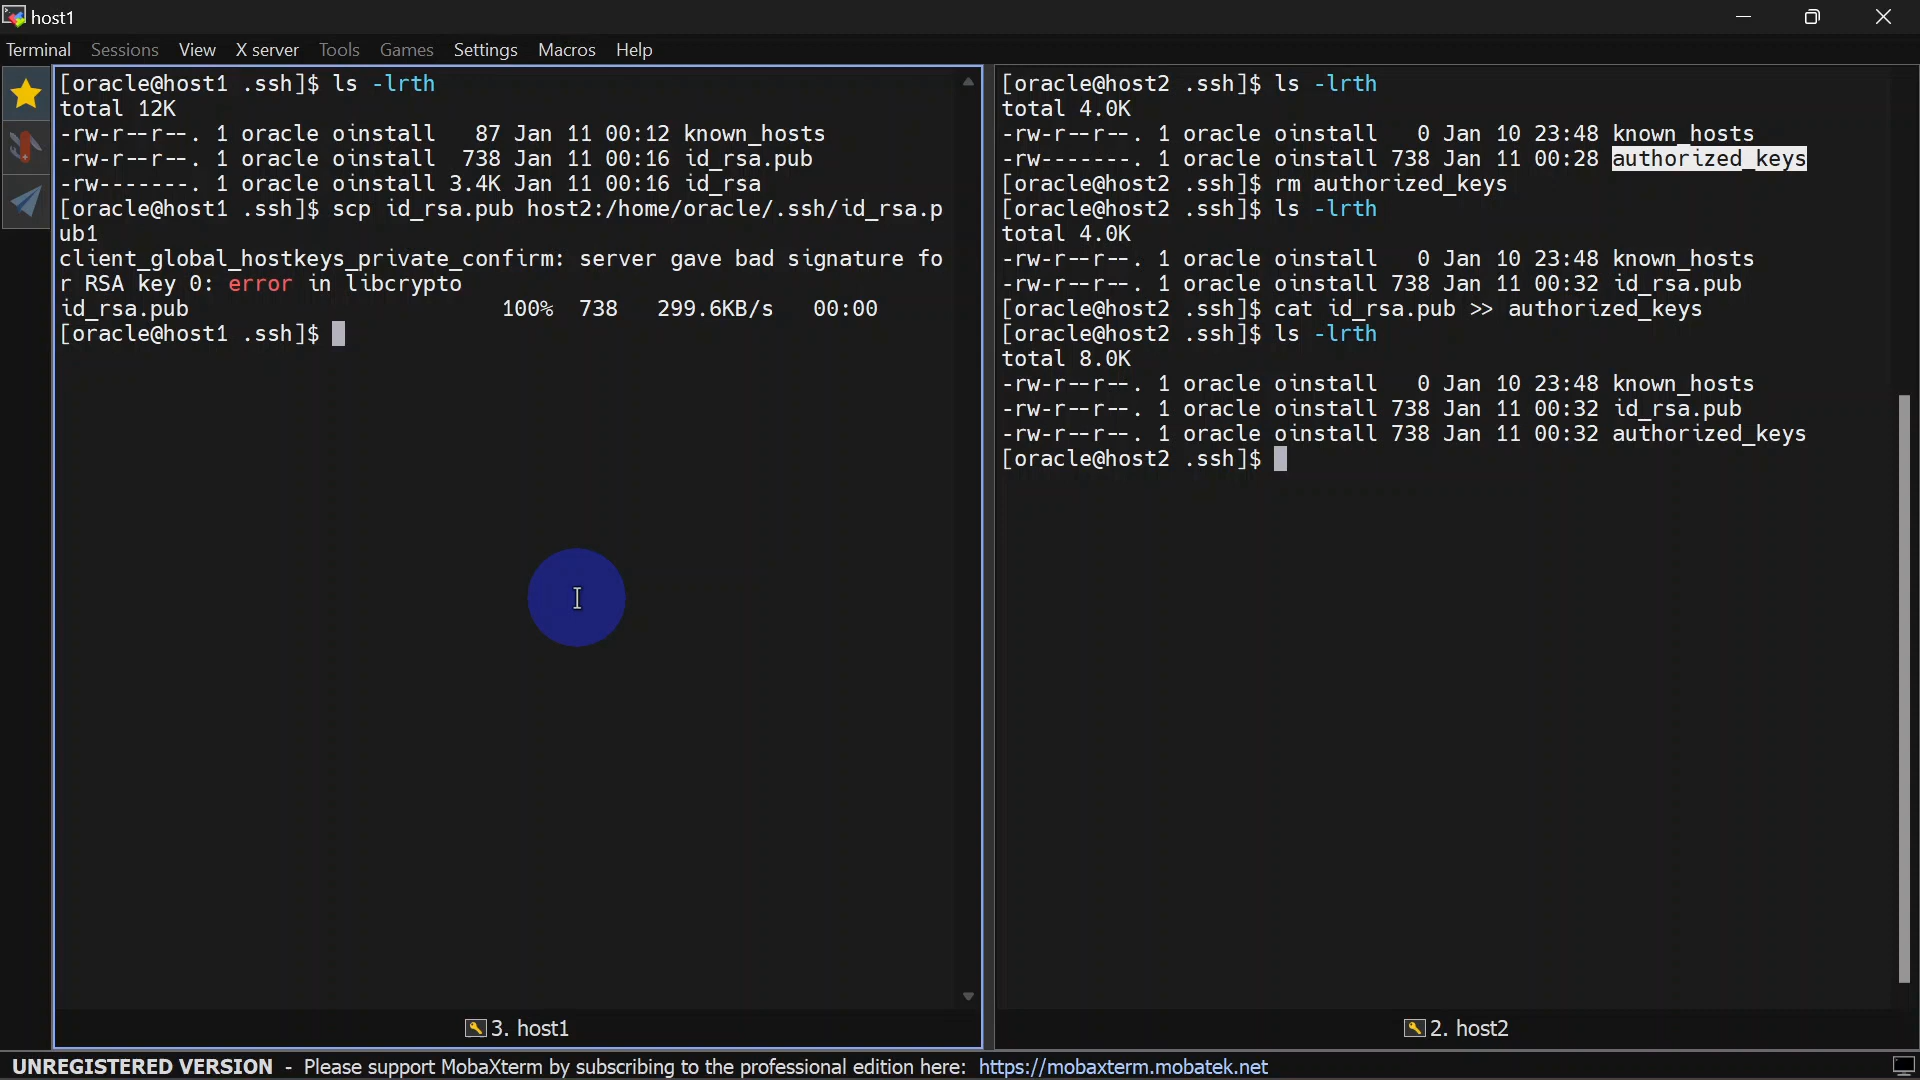 host1
Terminal Sessions View X server Tools Games Settings Macros Help
[oracle@host1 .ssh]$ ls -lrth
total 12K
-rw-r--r--. 1 oracle oinstall   87 Jan 11 00:12 known_hosts
-rw-r--r--. 1 oracle oinstall  738 Jan 11 00:16 id_rsa.pub
-rw-------. 1 oracle oinstall 3.4K Jan 11 00:16 id_rsa
[oracle@host1 .ssh]$ scp id_rsa.pub host2:/home/oracle/.ssh/id_rsa.p
ub1
client_global_hostkeys_private_confirm: server gave bad signature fo
r RSA key 0: error in libcrypto
id_rsa.pub                        100%  738   299.6KB/s   00:00
[oracle@host1 .ssh]$
3. host1
[oracle@host2 .ssh]$ ls -lrth
total 4.0K
-rw-r--r--. 1 oracle oinstall   0 Jan 10 23:48 known_hosts
-rw-------. 1 oracle oinstall 738 Jan 11 00:28 authorized_keys
[oracle@host2 .ssh]$ rm authorized_keys
[oracle@host2 .ssh]$ ls -lrth
total 4.0K
-rw-r--r--. 1 oracle oinstall   0 Jan 10 23:48 known_hosts
-rw-r--r--. 1 oracle oinstall 738 Jan 11 00:32 id_rsa.pub
[oracle@host2 .ssh]$ cat id_rsa.pub >> authorized_keys
[oracle@host2 .ssh]$ ls -lrth
total 8.0K
-rw-r--r--. 1 oracle oinstall   0 Jan 10 23:48 known_hosts
-rw-r--r--. 1 oracle oinstall 738 Jan 11 00:32 id_rsa.pub
-rw-r--r--. 1 oracle oinstall 738 Jan 11 00:32 authorized_keys
[oracle@host2 .ssh]$
2. host2
UNREGISTERED VERSION - Please support MobaXterm by subscribing to the professional edition here: https://mobaxterm.mobatek.net